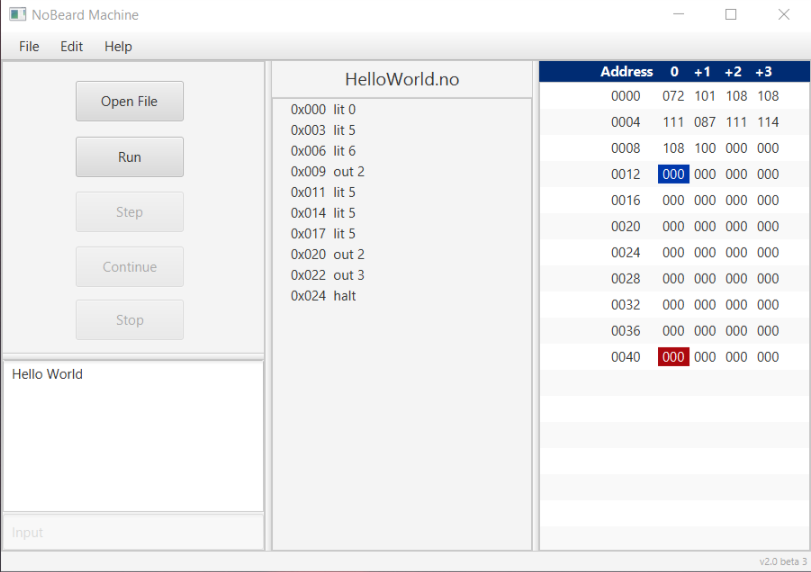 NoBeard Machine
File Edit Help
Open File
Run
Step
Continue
Stop
Hello World
Input
HelloWorld.no
0x000 lit 0
0x003 lit 5
0x006 lit 6
0x009 out 2
0x011 lit 5
0x014 lit 5
0x017 lit 5
0x020 out 2
0x022 out 3
0x024 halt
Address 0 +1 +2 +3
0000 072 101 108 108
0004 111 087 111 114
0008 108 100 000 000
0012 000 000 000 000
0016 000 000 000 000
0020 000 000 000 000
0024 000 000 000 000
0028 000 000 000 000
0032 000 000 000 000
0036 000 000 000 000
0040 000 000 000 000
v2.0 beta 3